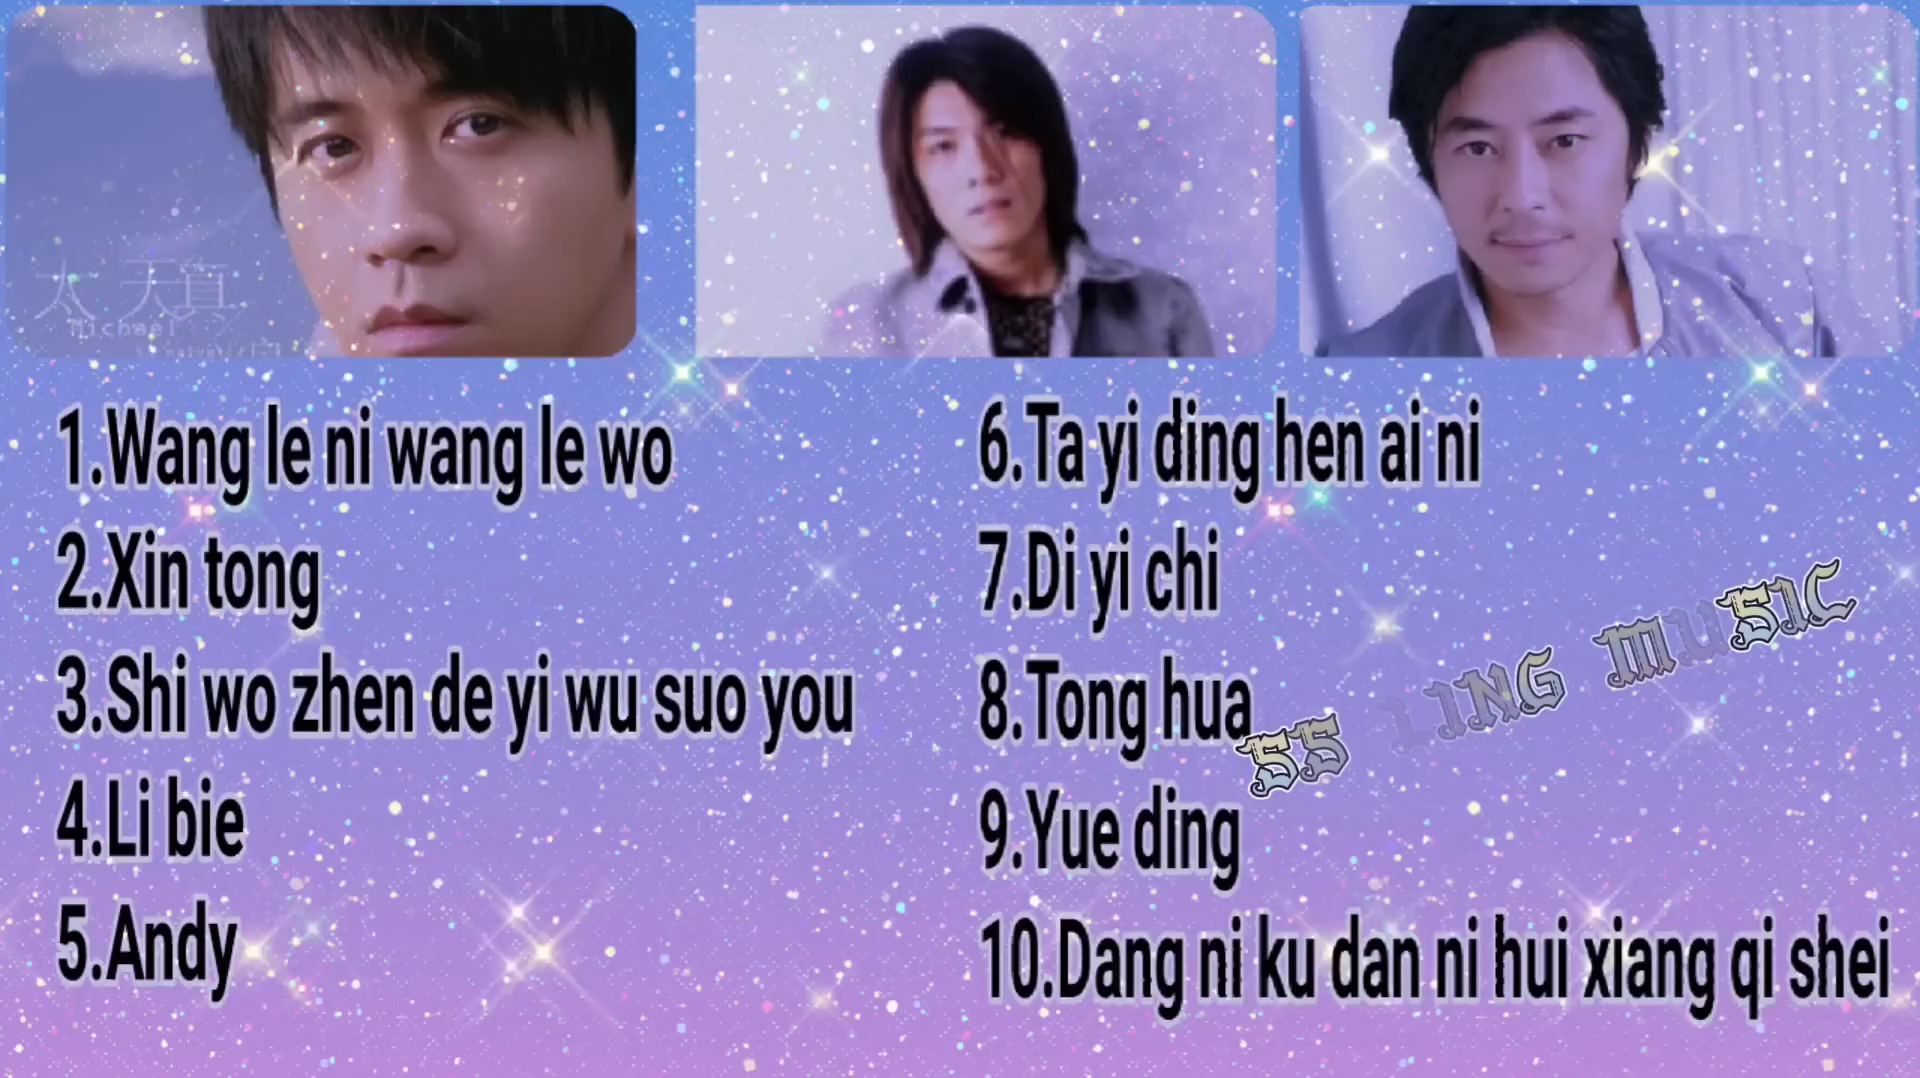 太 天真
Michael
1.Wang le ni wang le wo
2.Xin tong
3.Shi wo zhen de yi wu suo you
4.Li bie
5.Andy
6.Ta yi ding hen ai ni
7.Di yi chi
8.Tong hua
9.Yue ding
10.Dang ni ku dan ni hui xiang qi shei
SS LING MUSIC